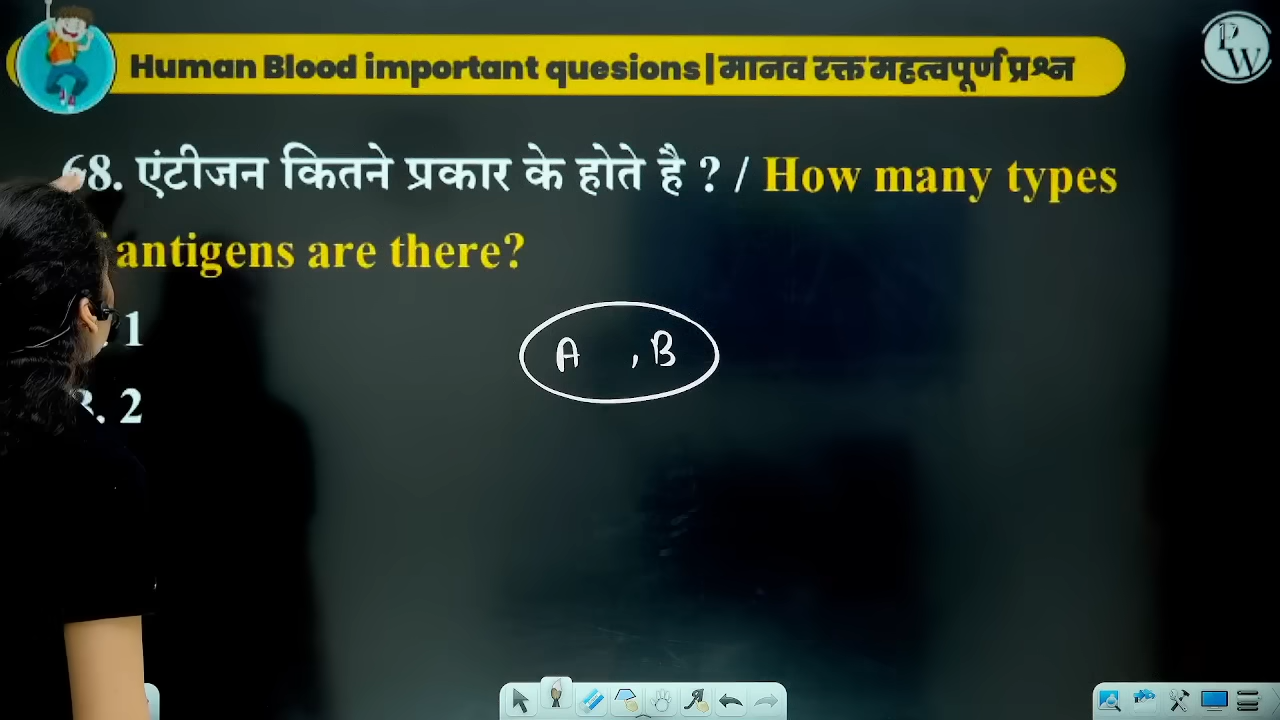 Human Blood important quesions | मानव रक्त महत्वपूर्ण प्रश्न
PW
68. एंटीजन कितने प्रकार के होते है ? / How many types
antigens are there?
1
A , B
B. 2